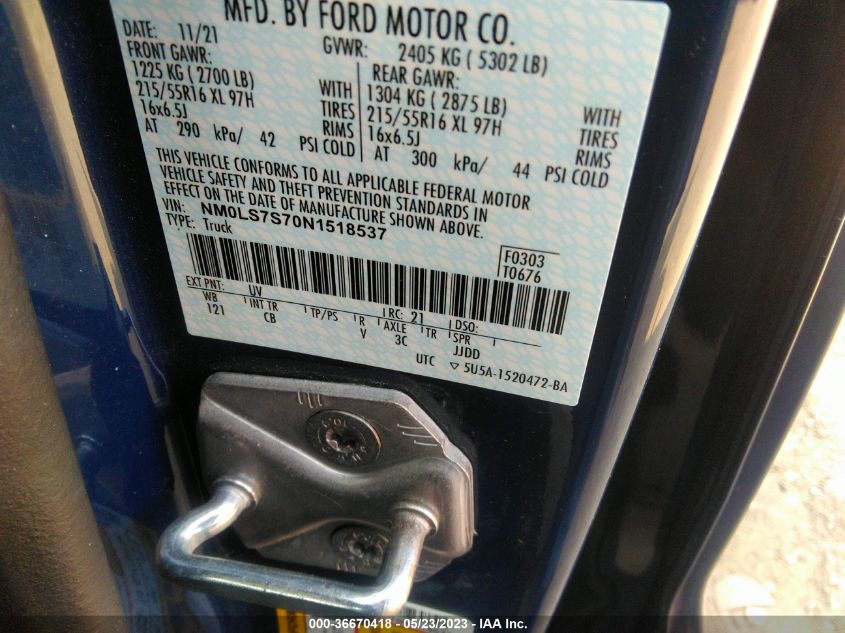 MFD. BY FORD MOTOR CO.
DATE: 11/21
GVWR: 2405 KG ( 5302 LB)
FRONT GAWR:
1225 KG ( 2700 LB) WITH
215/55R16 XL 97H TIRES
16x6.5J RIMS
AT 290 kPa/ 42 PSI COLD
REAR GAWR:
1304 KG ( 2875 LB) WITH
215/55R16 XL 97H TIRES
16x6.5J RIMS
AT 300 kPa/ 44 PSI COLD
THIS VEHICLE CONFORMS TO ALL APPLICABLE FEDERAL MOTOR
VEHICLE SAFETY AND THEFT PREVENTION STANDARDS IN
EFFECT ON THE DATE OF MANUFACTURE SHOWN ABOVE.
VIN: NM0LS7S70N1518537
TYPE: Truck
F0303
T0676
EXT PNT: UV RC: 21 DSO:
WB INT TR TP/PS R AXLE TR SPR
121 CB V 3C JJDD
UTC ▽ 5U5A-1520472-BA
000-36670418 - 05/23/2023 - IAA Inc.